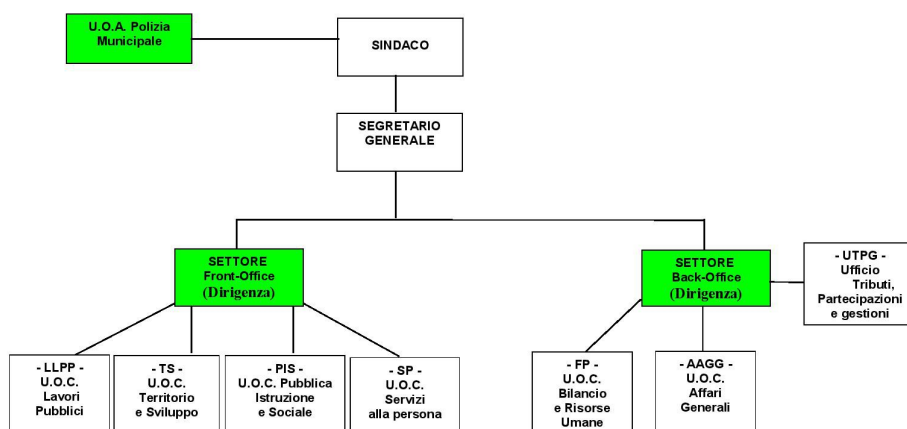 U.O.A. Polizia
Municipale
SINDACO
SEGRETARIO
GENERALE
SETTORE
Front-Office
(Dirigenza)
SETTORE
Back-Office
(Dirigenza)
- UTPG -
Ufficio
Tributi,
Partecipazioni
e gestioni
- LLPP -
U.O.C.
Lavori
Pubblici
- TS -
U.O.C.
Territorio
e Sviluppo
- PIS -
U.O.C. Pubblica
Istruzione
e Sociale
- SP -
U.O.C.
Servizi
alla persona
- FP -
U.O.C.
Bilancio
e Risorse
Umane
- AAGG -
U.O.C.
Affari
Generali